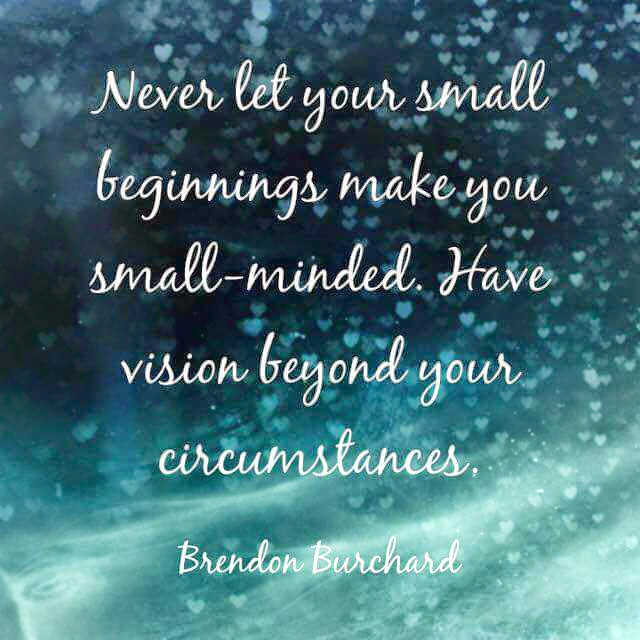 Never let your small
beginnings make you
small-minded. Have
vision beyond your
circumstances.
Brendon Burchard